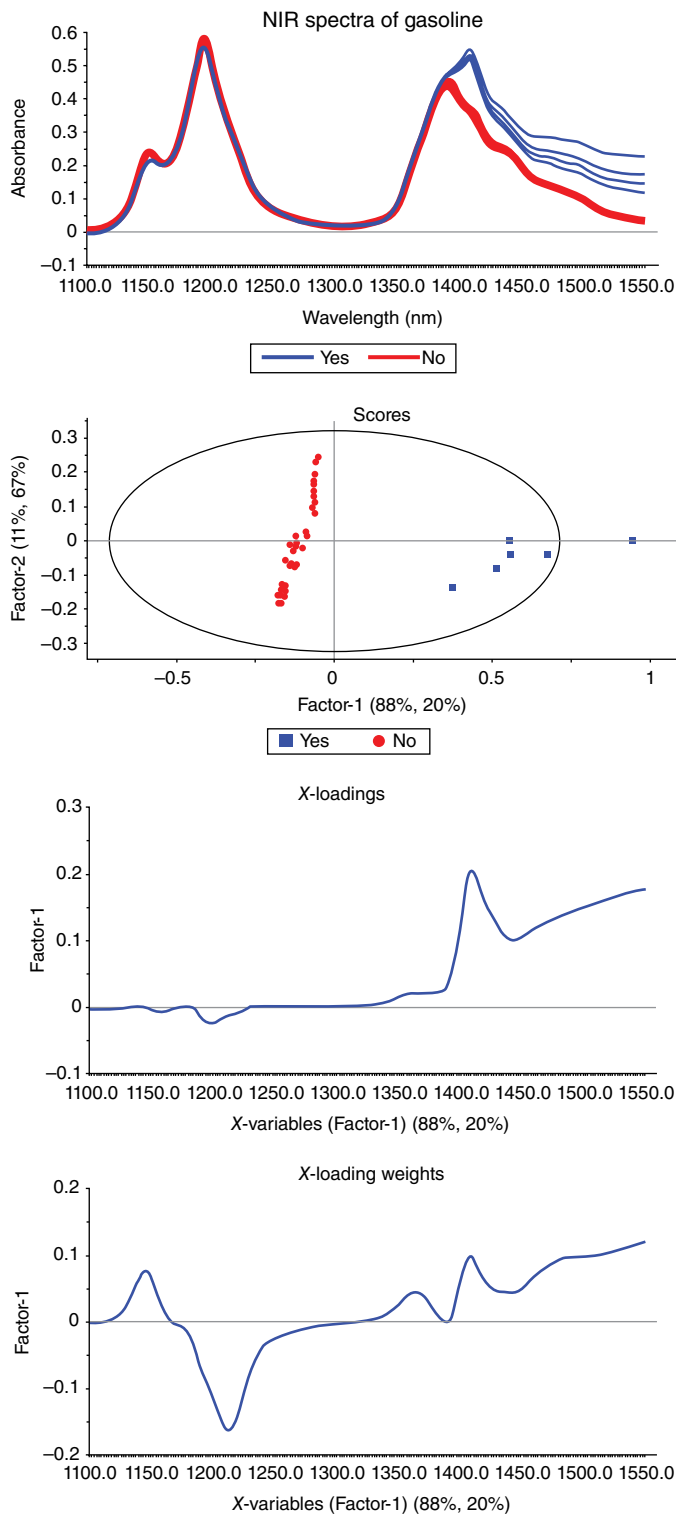 NIR spectra of gasoline
0.6
0.5
0.4
0.3
0.2
0.1
0
−0.1
Absorbance
1100.0 1150.0 1200.0 1250.0 1300.0 1350.0 1400.0 1450.0 1500.0 1550.0
Wavelength (nm)
Yes No
Scores
0.3
0.2
0.1
0
−0.1
−0.2
−0.3
Factor-2 (11%, 67%)
−0.5 0 0.5 1
Factor-1 (88%, 20%)
Yes No
X-loadings
0.3
0.2
0.1
0
−0.1
Factor-1
1100.0 1150.0 1200.0 1250.0 1300.0 1350.0 1400.0 1450.0 1500.0 1550.0
X-variables (Factor-1) (88%, 20%)
X-loading weights
0.2
0.1
0
−0.1
−0.2
Factor-1
1100.0 1150.0 1200.0 1250.0 1300.0 1350.0 1400.0 1450.0 1500.0 1550.0
X-variables (Factor-1) (88%, 20%)